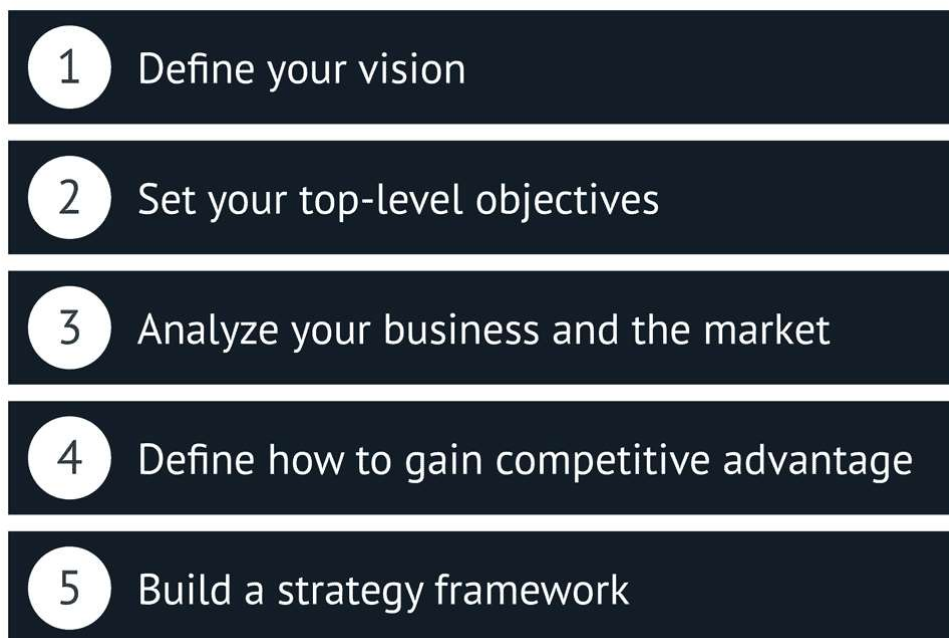 1 Define your vision
2 Set your top-level objectives
3 Analyze your business and the market
4 Define how to gain competitive advantage
5 Build a strategy framework